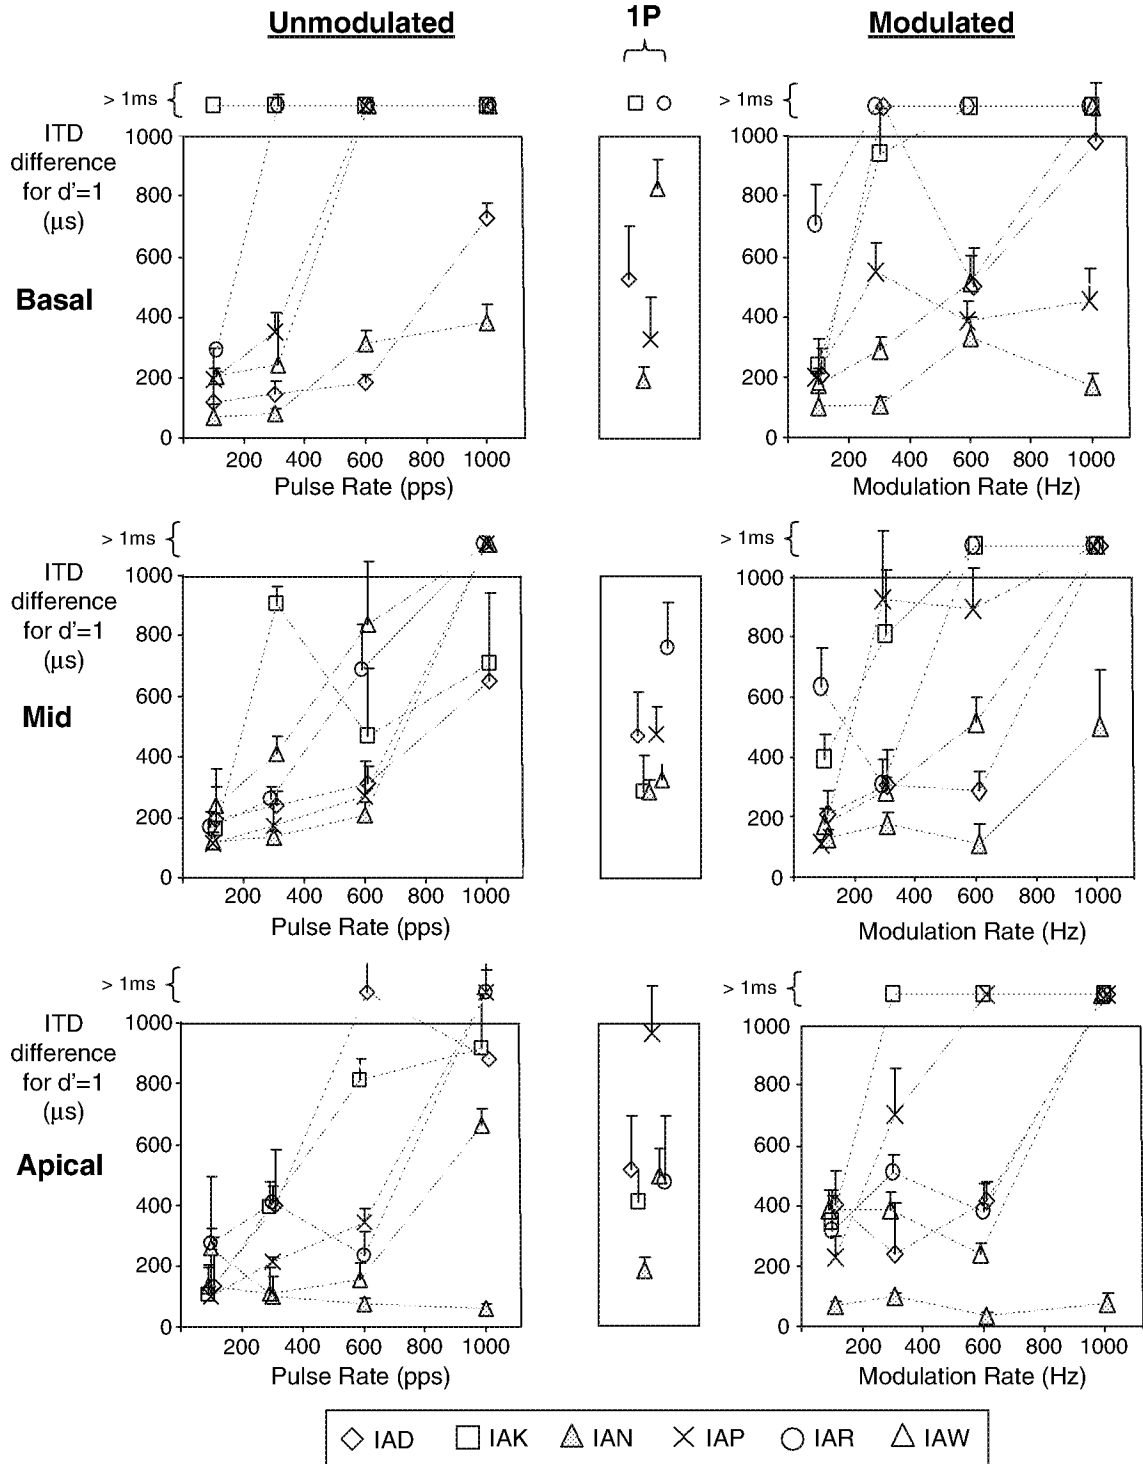 Unmodulated 1P Modulated
> 1ms > 1ms
ITD
difference
for d'=1
(μs)
Basal
1000 1000
800 800
600 600
400 400
200 200
0 0
200 400 600 800 1000 200 400 600 800 1000
Pulse Rate (pps) Modulation Rate (Hz)
> 1ms > 1ms
ITD
difference
for d'=1
(μs)
Mid
1000 1000
800 800
600 600
400 400
200 200
0 0
200 400 600 800 1000 200 400 600 800 1000
Pulse Rate (pps) Modulation Rate (Hz)
> 1ms > 1ms
ITD
difference
for d'=1
(μs)
Apical
1000 1000
800 800
600 600
400 400
200 200
0 0
200 400 600 800 1000 200 400 600 800 1000
Pulse Rate (pps) Modulation Rate (Hz)
IAD IAK IAN IAP IAR IAW